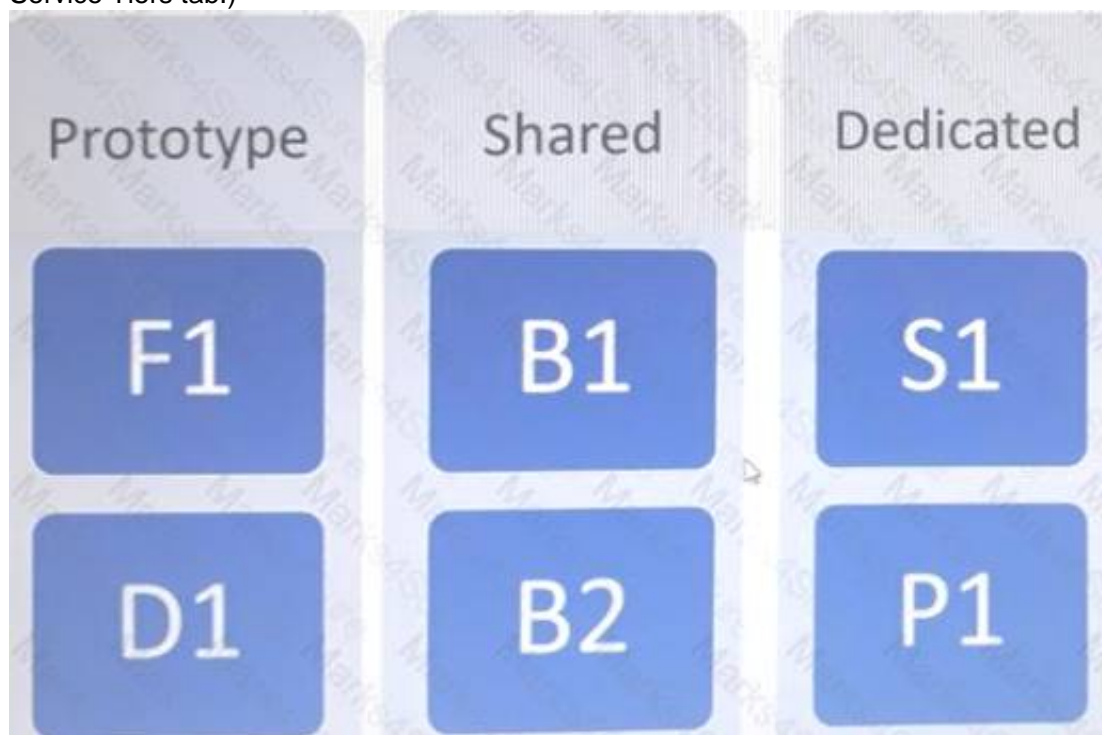 Service Tiers tab.)
Prototype Shared Dedicated
F1 B1 S1
D1 B2 P1